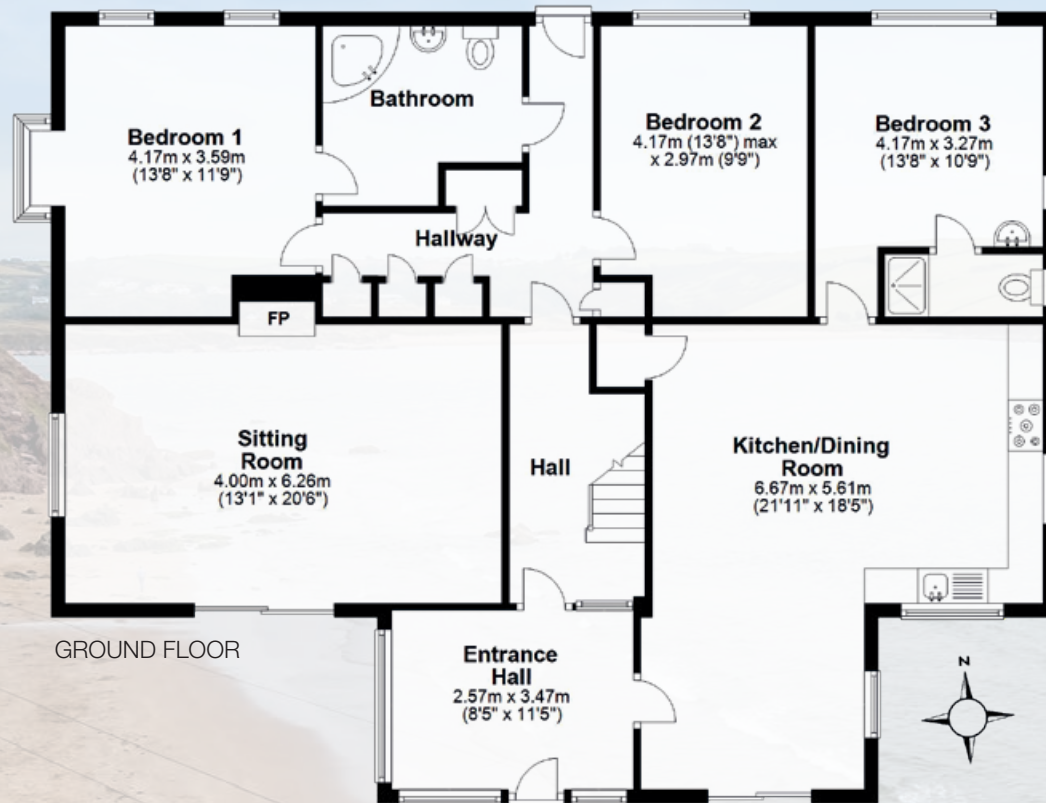 Bathroom
Bedroom 1
4.17m x 3.59m
(13'8" x 11'9")
Bedroom 2
4.17m (13'8") max
x 2.97m (9'9")
Bedroom 3
4.17m x 3.27m
(13'8" x 10'9")
Hallway
FP
Sitting
Room
4.00m x 6.26m
(13'1" x 20'6")
Hall
Kitchen/Dining
Room
6.67m x 5.61m
(21'11" x 18'5")
GROUND FLOOR
Entrance
Hall
2.57m x 3.47m
(8'5" x 11'5")
N